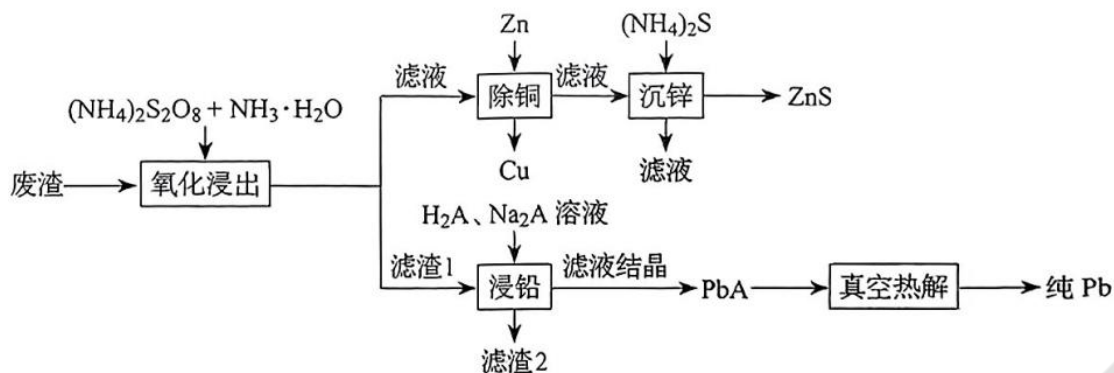 Zn
(NH₄)₂S
滤液
除铜
滤液
沉锌
ZnS
(NH₄)₂S₂O₈ + NH₃·H₂O
Cu
滤液
废渣
氧化浸出
H₂A、Na₂A 溶液
滤渣1
浸铅
滤液结晶
PbA
真空热解
纯 Pb
滤渣2